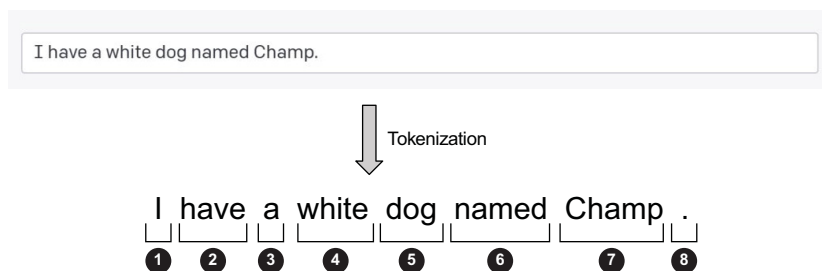 I have a white dog named Champ.
Tokenization
I have a white dog named Champ .
1 2 3 4 5 6 7 8